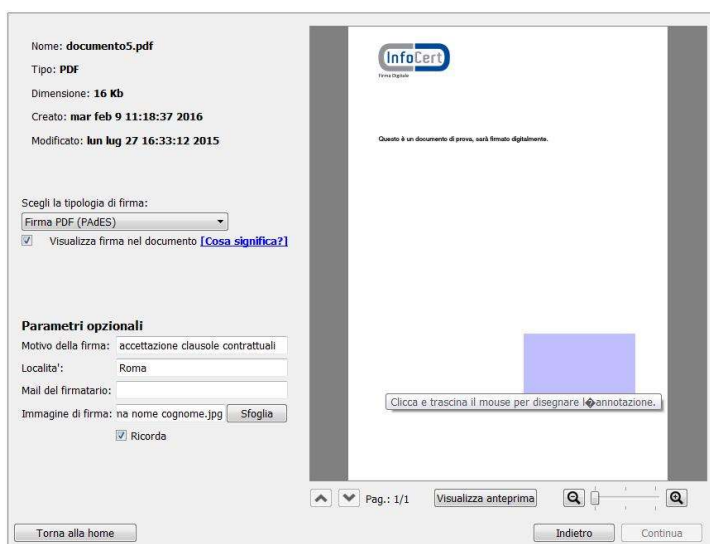 Nome: documento5.pdf
Tipo: PDF
Dimensione: 16 Kb
Creato: mar feb 9 11:18:37 2016
Modificato: lun lug 27 16:33:12 2015
Scegli la tipologia di firma:
Firma PDF (PAdES)
Visualizza firma nel documento [Cosa significa?]
Parametri opzionali
Motivo della firma: accettazione clausole contrattuali
Localita': Roma
Mail del firmatario:
Immagine di firma: na nome cognome.jpg Sfoglia
Ricorda
InfoCert
Firma Digitale
Questo è un documento di prova, sarà firmato digitalmente.
Clicca e trascina il mouse per disegnare l�annotazione.
Pag.: 1/1 Visualizza anteprima
Torna alla home Indietro Continua